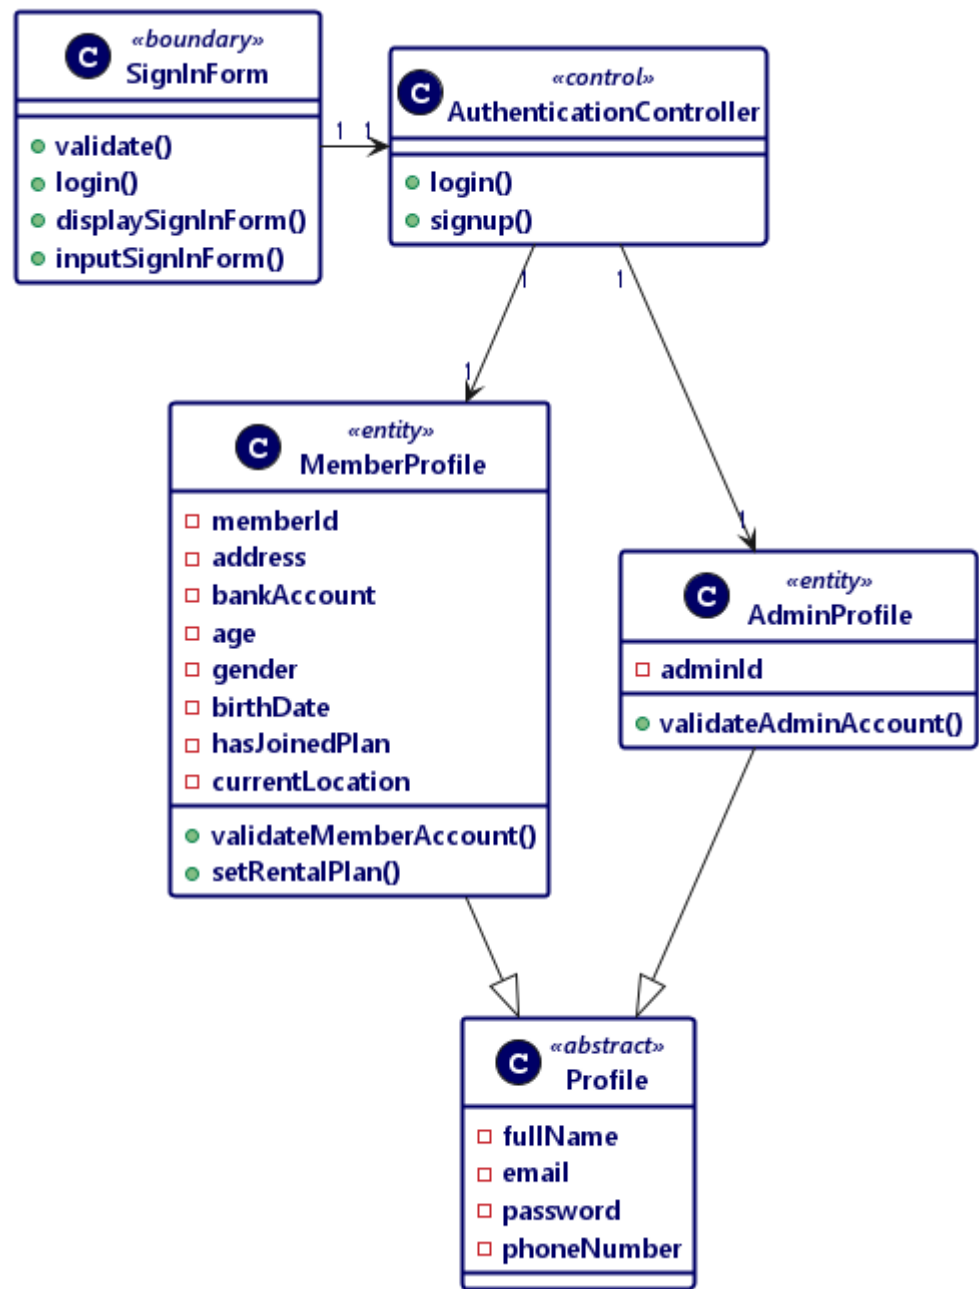 C
«boundary»
SignInForm
validate()
login()
displaySignInForm()
inputSignInForm()
1 1
C
«control»
AuthenticationController
login()
signup()
1
1
1
1
C
«entity»
MemberProfile
memberId
address
bankAccount
age
gender
birthDate
hasJoinedPlan
currentLocation
validateMemberAccount()
setRentalPlan()
C
«entity»
AdminProfile
adminId
validateAdminAccount()
C
«abstract»
Profile
fullName
email
password
phoneNumber